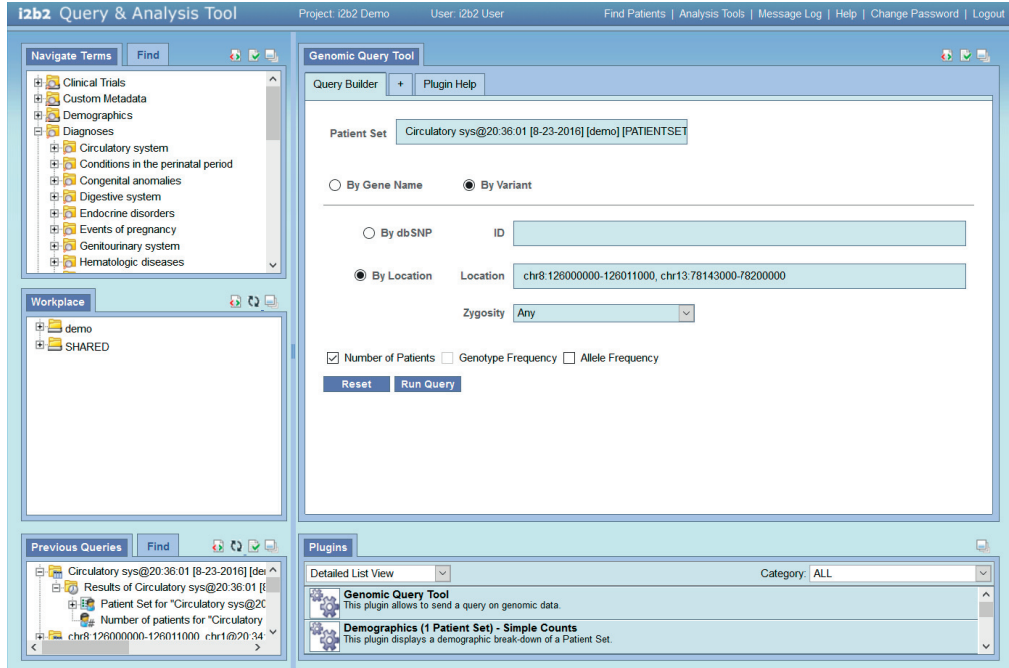 i2b2 Query & Analysis Tool Project: i2b2 Demo User: i2b2 User Find Patients | Analysis Tools | Message Log | Help | Change Password | Logout
Navigate Terms Find
Clinical Trials
Custom Metadata
Demographics
Diagnoses
Circulatory system
Conditions in the perinatal period
Congenital anomalies
Digestive system
Endocrine disorders
Events of pregnancy
Genitourinary system
Hematologic diseases
Workplace
demo
SHARED
Previous Queries Find
Circulatory sys@20:36:01 [8-23-2016] [der
Results of Circulatory sys@20:36:01 [8
Patient Set for "Circulatory sys@20
Number of patients for "Circulatory
chr8:126000000-126011000, chr1@20:34:
Genomic Query Tool
Query Builder + Plugin Help
Patient Set Circulatory sys@20:36:01 [8-23-2016] [demo] [PATIENTSET
By Gene Name By Variant
By dbSNP ID
By Location Location chr8:126000000-126011000, chr13:78143000-78200000
Zygosity Any
Number of Patients Genotype Frequency Allele Frequency
Reset Run Query
Plugins
Detailed List View Category: ALL
Genomic Query Tool
This plugin allows to send a query on genomic data.
Demographics (1 Patient Set) - Simple Counts
This plugin displays a demographic break-down of a Patient Set.